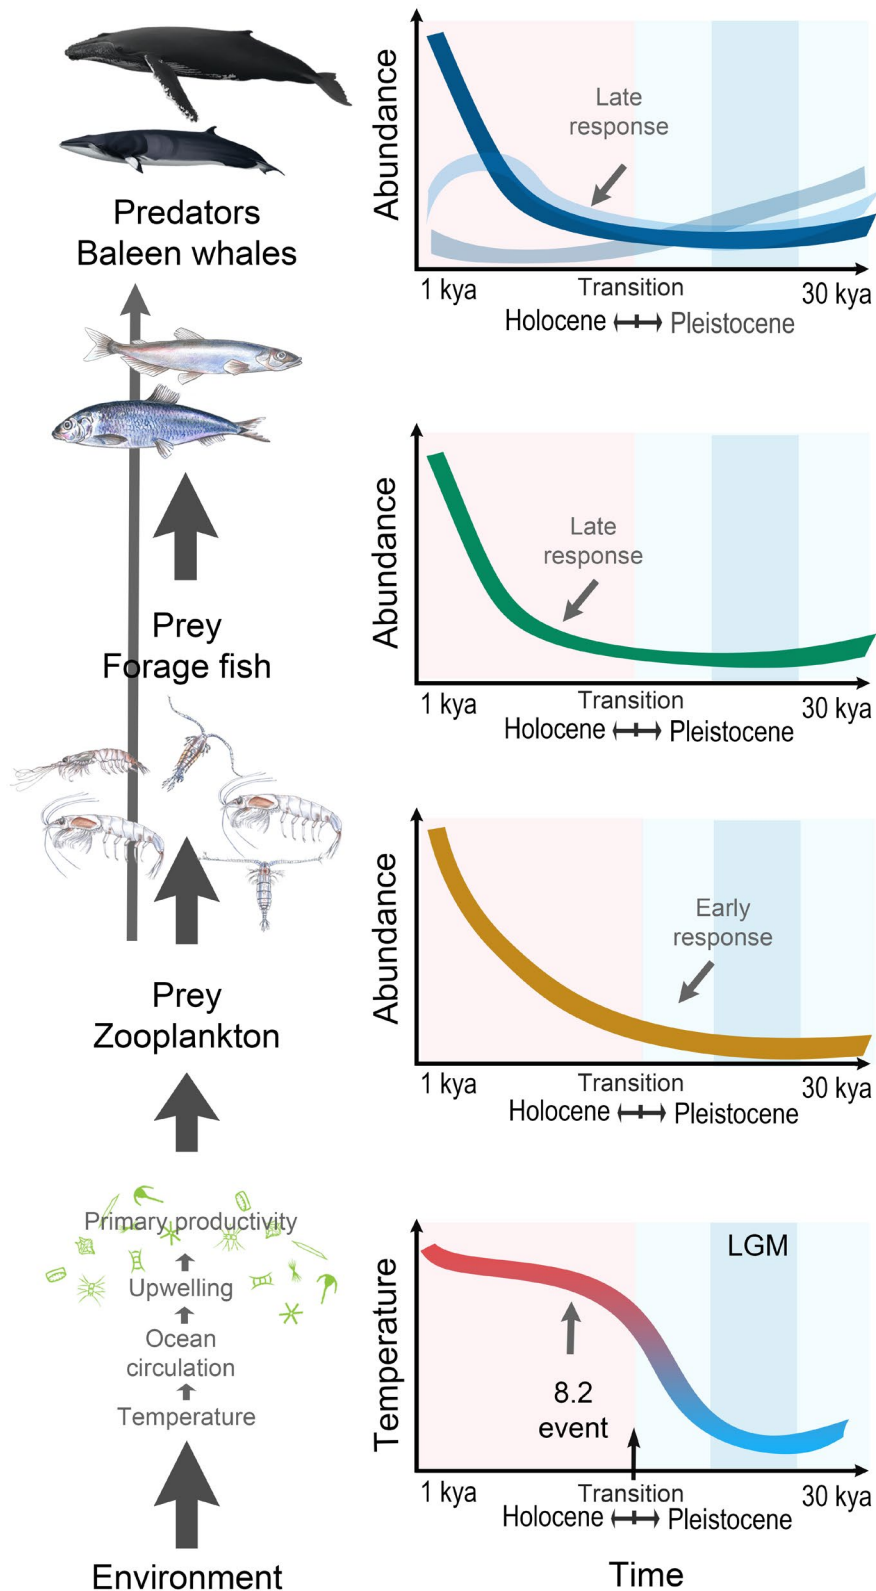 Predators
Baleen whales
Abundance
Late
response
1 kya
Transition
30 kya
Holocene
Pleistocene
Prey
Forage fish
Abundance
Late
response
1 kya
Transition
30 kya
Holocene
Pleistocene
Prey
Zooplankton
Abundance
Early
response
1 kya
Transition
30 kya
Holocene
Pleistocene
Primary productivity
Upwelling
Ocean
circulation
Temperature
Environment
Temperature
LGM
8.2
event
1 kya
Transition
30 kya
Holocene
Pleistocene
Time